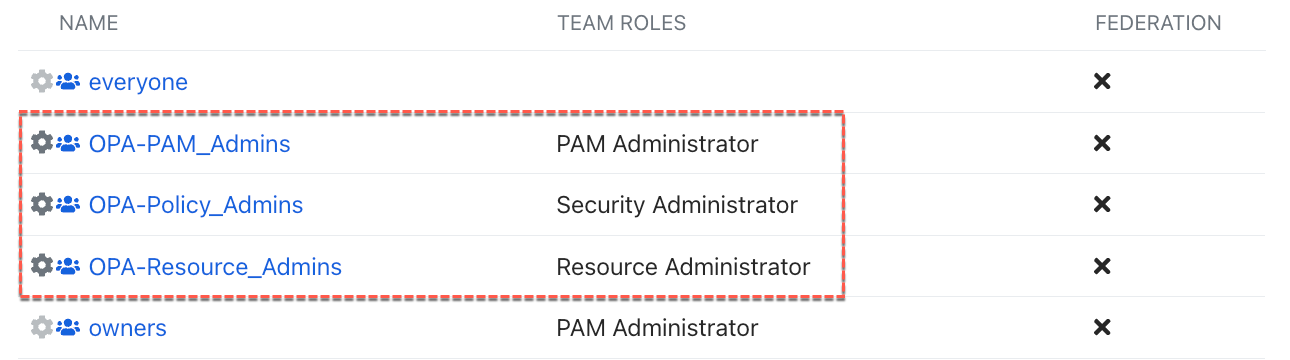 NAME TEAM ROLES FEDERATION
everyone
OPA-PAM_Admins PAM Administrator
OPA-Policy_Admins Security Administrator
OPA-Resource_Admins Resource Administrator
owners PAM Administrator